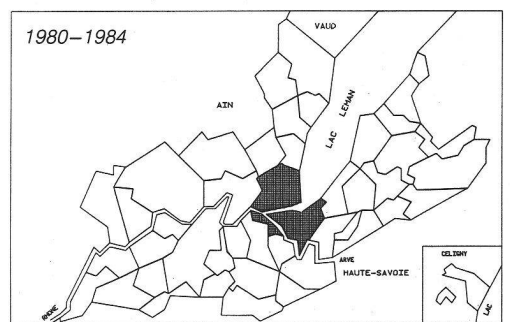 1980-1984
VAUD
AIN
LAC LEMAN
ARVE
HAUTE-SAVOIE
RHONE
CELIGNY
LAC